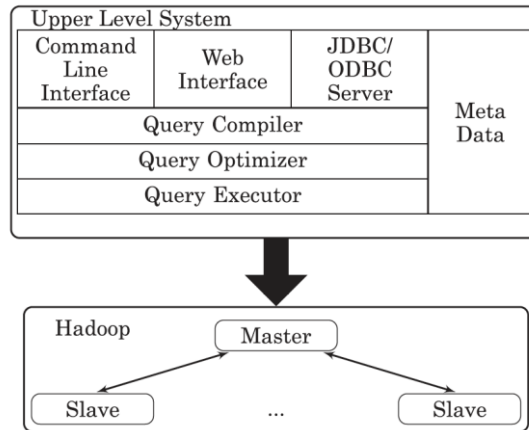 Upper Level System
Command
Line
Interface
Web
Interface
JDBC/
ODBC
Server
Meta
Data
Query Compiler
Query Optimizer
Query Executor
Hadoop
Master
Slave
...
Slave